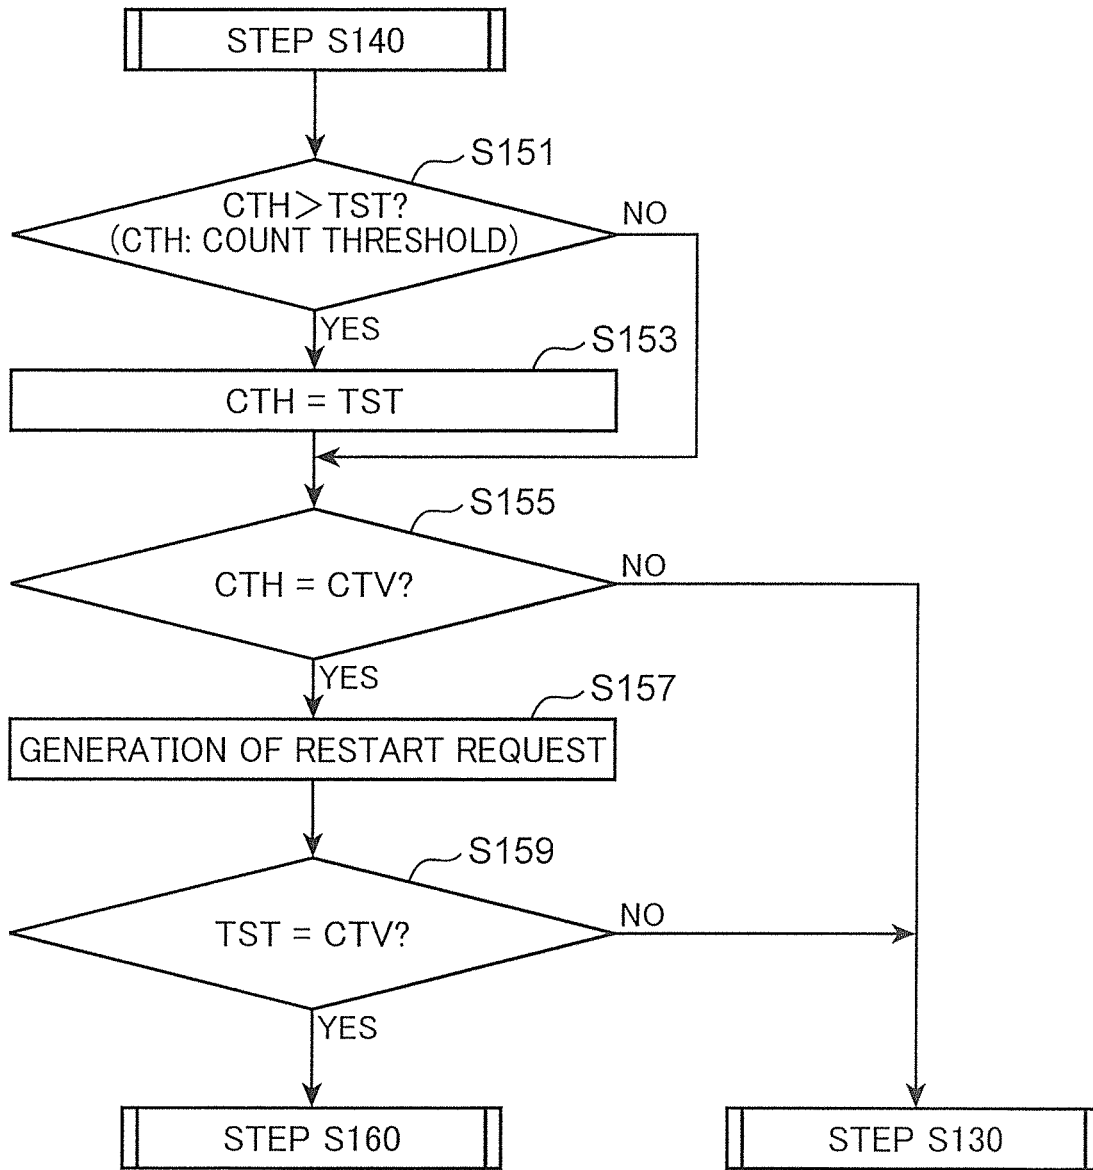 STEP S140
S151
CTH>TST?
(CTH: COUNT THRESHOLD)
NO
YES
S153
CTH = TST
S155
CTH = CTV?
NO
YES
S157
GENERATION OF RESTART REQUEST
S159
TST = CTV?
NO
YES
STEP S160
STEP S130